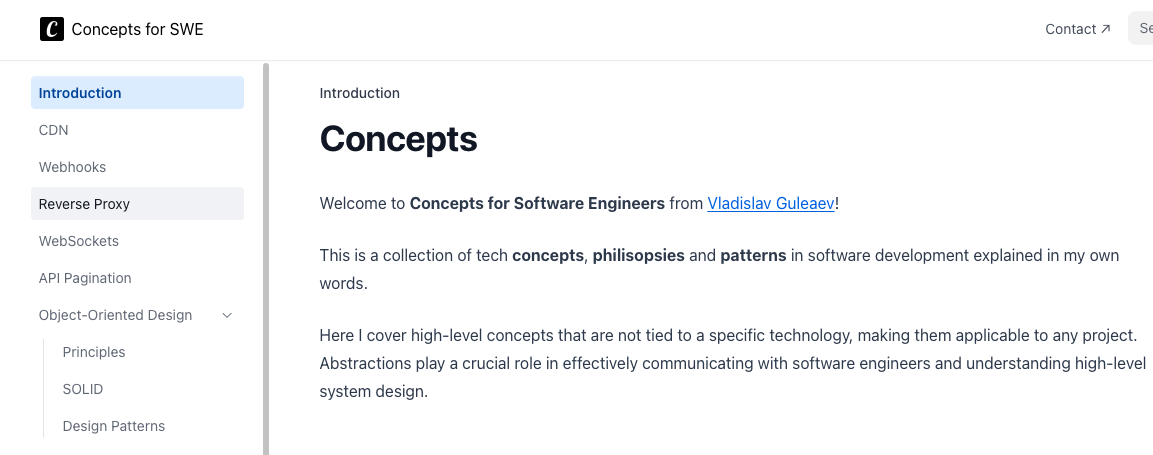 C Concepts for SWE
Contact ↗
Se
Introduction
CDN
Webhooks
Reverse Proxy
WebSockets
API Pagination
Object-Oriented Design
Principles
SOLID
Design Patterns
Introduction
Concepts
Welcome to Concepts for Software Engineers from Vladislav Guleaev!
This is a collection of tech concepts, philisopsies and patterns in software development explained in my own
words.
Here I cover high-level concepts that are not tied to a specific technology, making them applicable to any project.
Abstractions play a crucial role in effectively communicating with software engineers and understanding high-level
system design.